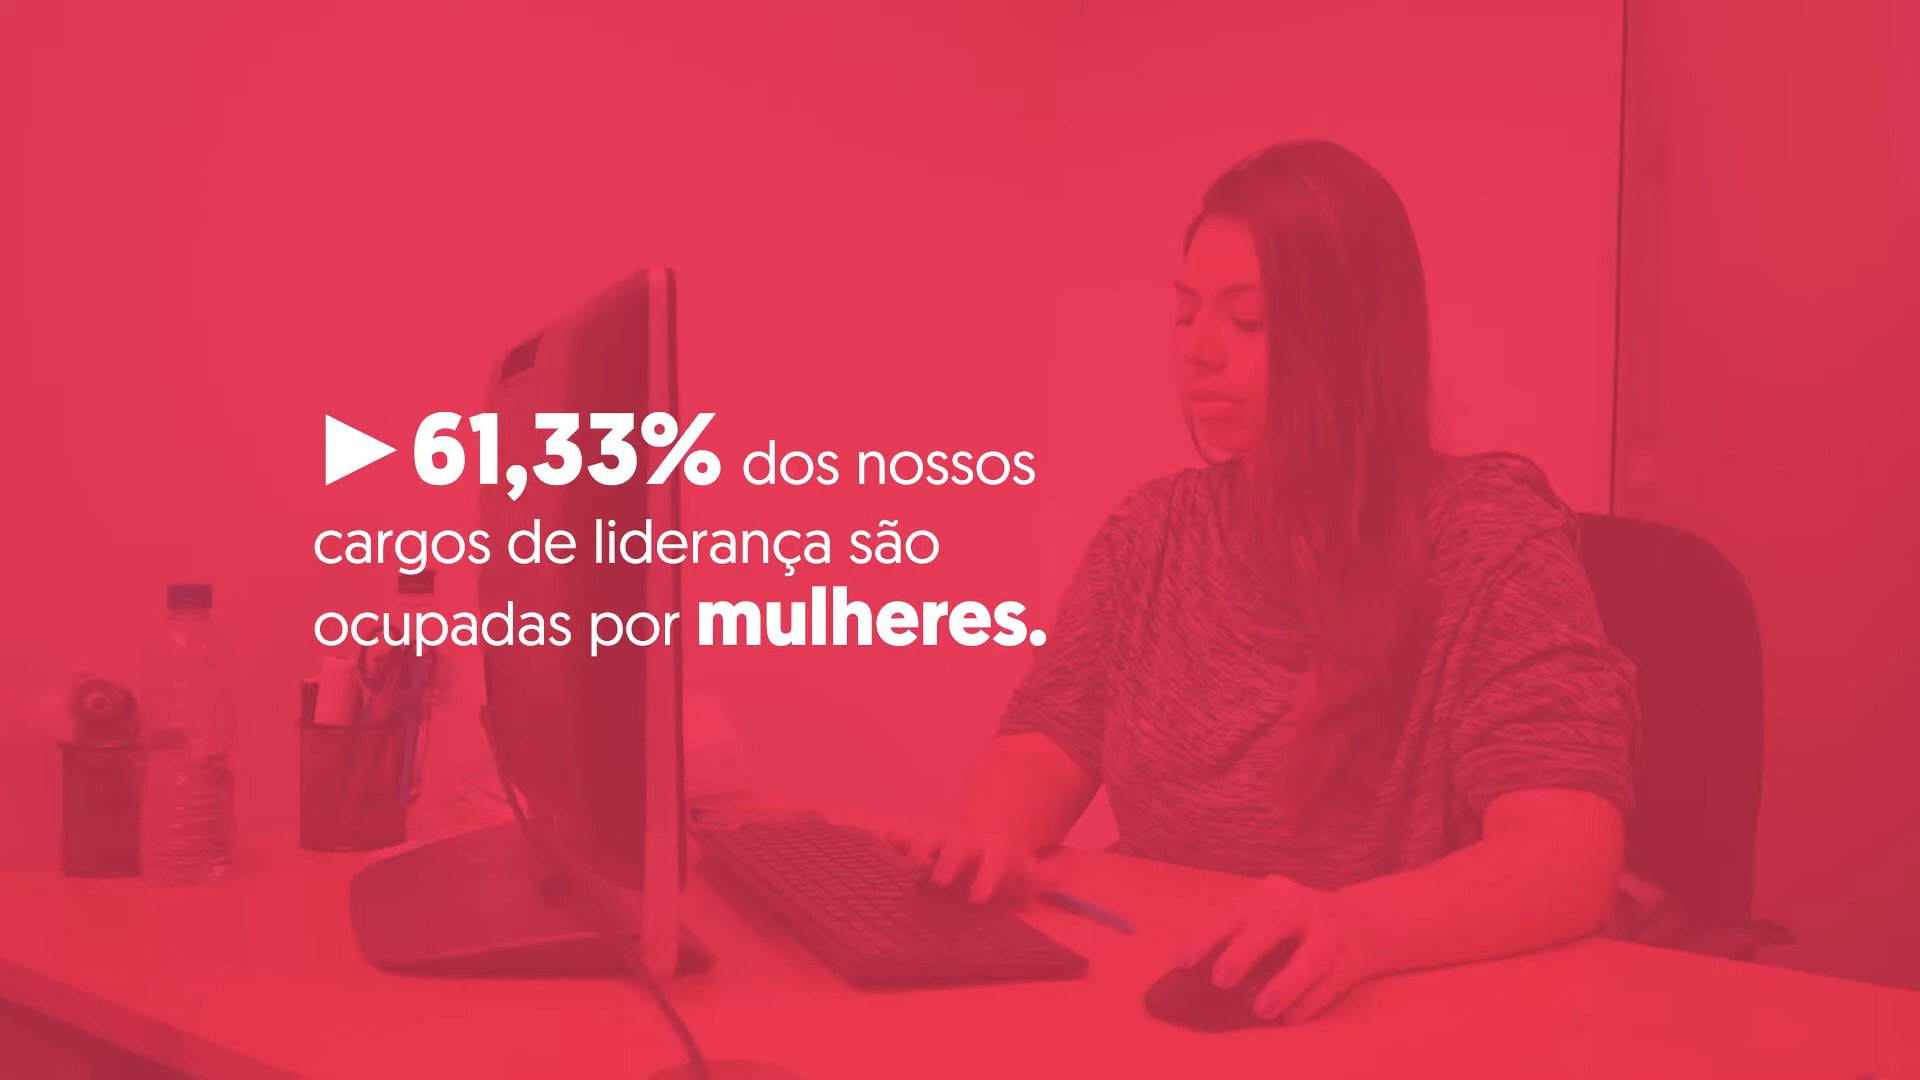 ▶61,33% dos nossos
cargos de liderança são
ocupadas por mulheres.